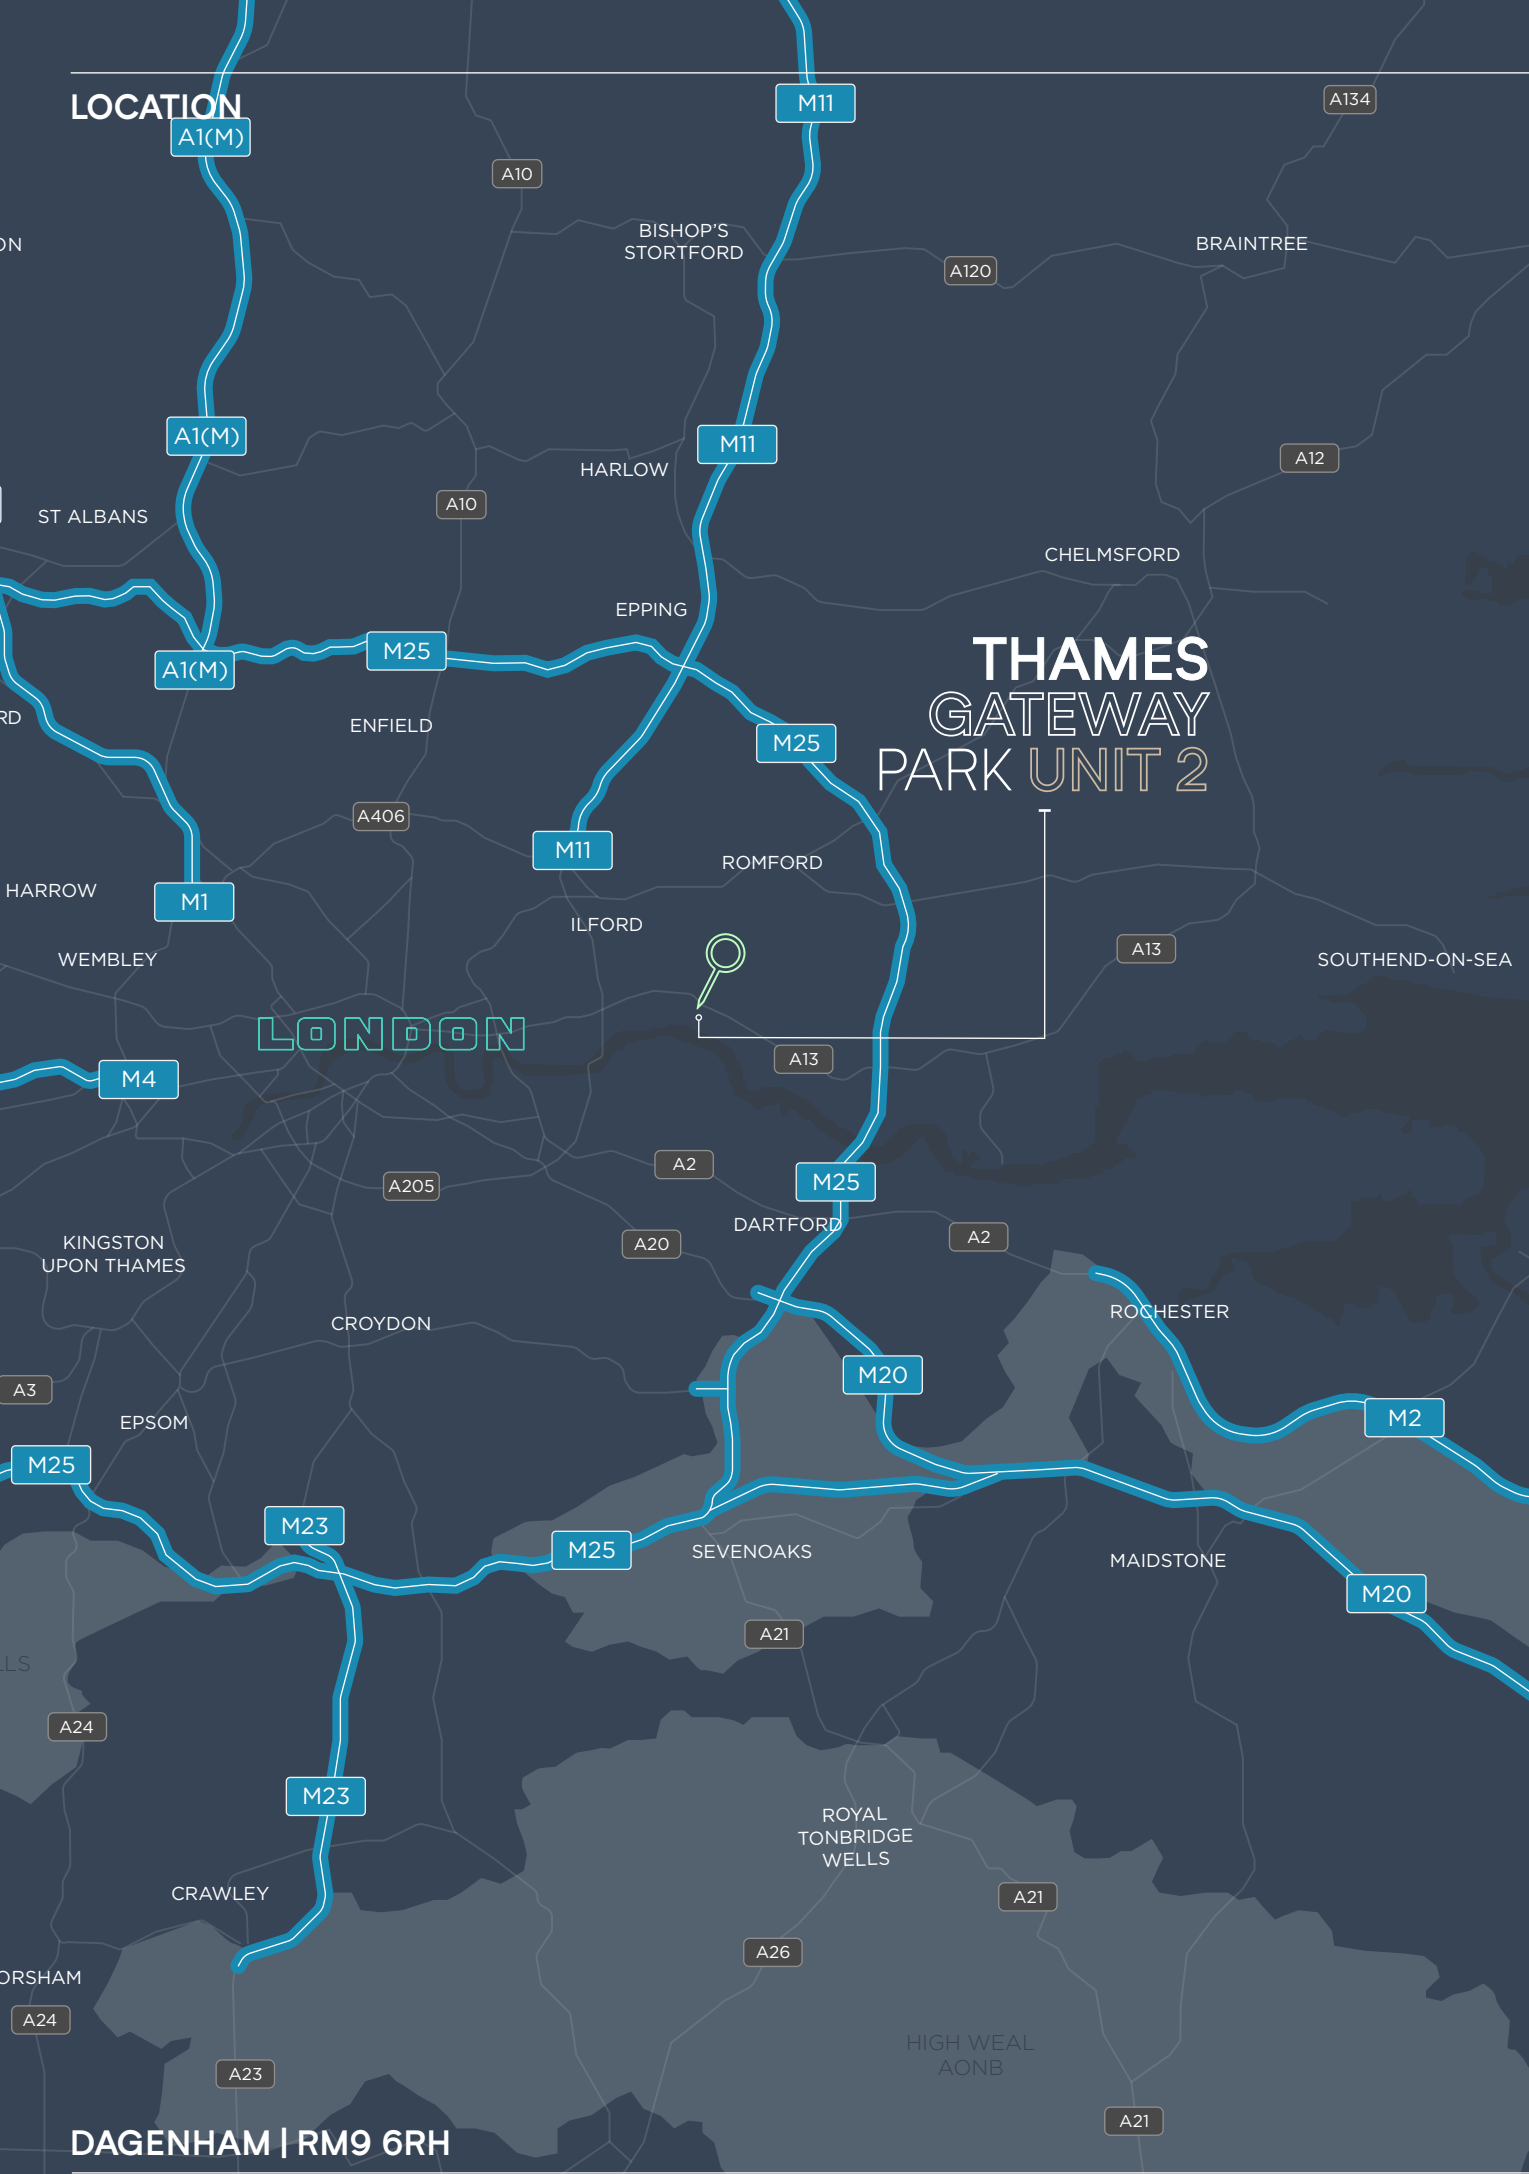 LOCATION
A1(M)
M11
A134
A10
BISHOP'S
STORTFORD
BRAINTREE
A120
A1(M)
M11
HARLOW
A12
A10
ST ALBANS
CHELMSFORD
EPPING
M25
A1(M)
THAMES
GATEWAY
PARK UNIT 2
ENFIELD
M25
A406
M11
ROMFORD
HARROW
M1
ILFORD
WEMBLEY
A13
SOUTHEND-ON-SEA
LONDON
A13
M4
A2
M25
A205
DARTFORD
A20
A2
KINGSTON
UPON THAMES
ROCHESTER
CROYDON
M20
A3
M2
EPSOM
M25
M23
M25
SEVENOAKS
MAIDSTONE
M20
A21
LLS
A24
M23
ROYAL
TONBRIDGE
WELLS
CRAWLEY
A21
A26
ORSHAM
A24
HIGH WEAL
AONB
A23
A21
DAGENHAM | RM9 6RH